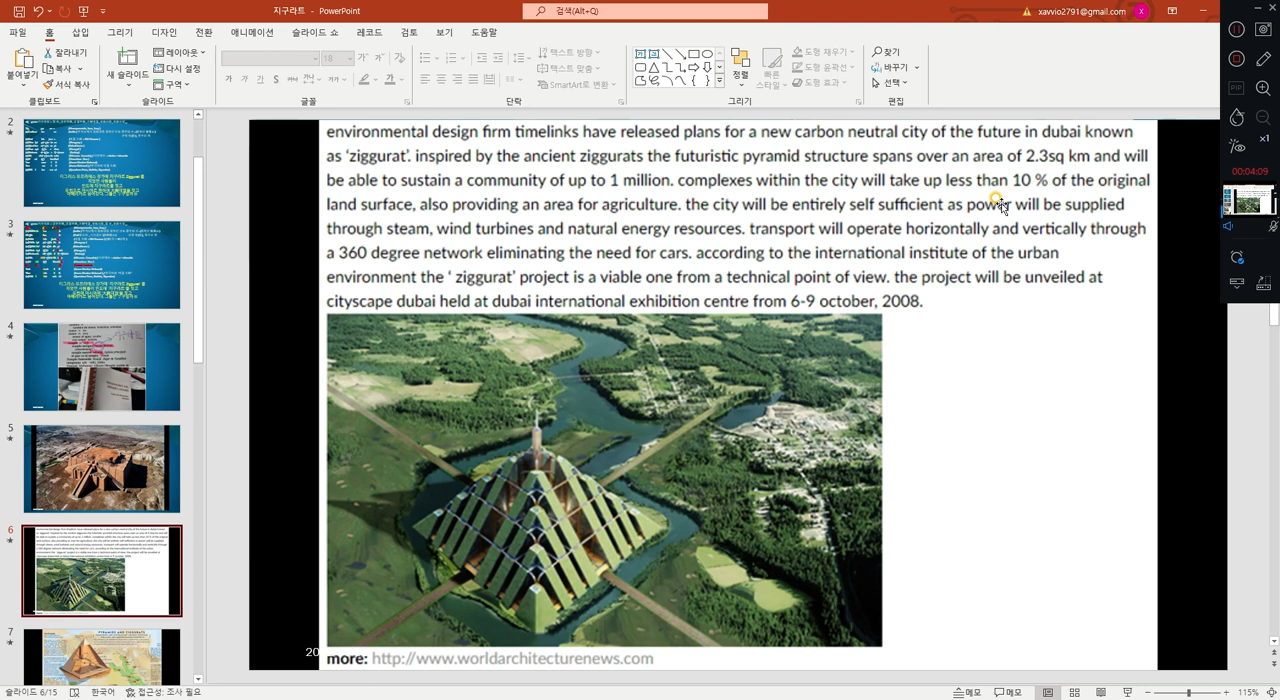 지구라트 - PowerPoint
검색(Alt+Q)
xavvio2791@gmail.com
X
파일 홈 삽입 그리기 디자인 전환 애니메이션 슬라이드 쇼 레코드 검토 보기 도움말
붙여넣기
잘라내기
복사
서식 복사
클립보드
새 슬라이드
레이아웃
다시 설정
구역
슬라이드
18
글꼴
텍스트 방향
텍스트 맞춤
SmartArt로 변환
단락
정렬
빠른 스타일
도형 채우기
도형 윤곽선
도형 효과
그리기
찾기
바꾸기
선택
편집
PIP
x1
00:04:09
2
3
4
5
6
7
environmental design firm timelinks have released plans for a new carbon neutral city of the future in dubai known
as 'ziggurat'. inspired by the ancient ziggurats the futuristic pyramid structure spans over an area of 2.3sq km and will
be able to sustain a community of up to 1 million. complexes within the city will take up less than 10 % of the original
land surface, also providing area for agriculture. the city will be entirely self sufficient as power will be supplied
through steam, wind turbines and natural energy resources. transport will operate horizontally and vertically through
a 360 degree network eliminating the need for cars. according to the international institute of the urban
enviroment the ' ziggurat' project is a viable one from a technical point of view. the project will be unveiled at
cityscape dubai held at dubai international exhibition centre from 6-9 october, 2008.
20
more: http://www.worldarchitecturenews.com
슬라이드 6/15
한국어
접근성: 조사 필요
메모
메모
115%